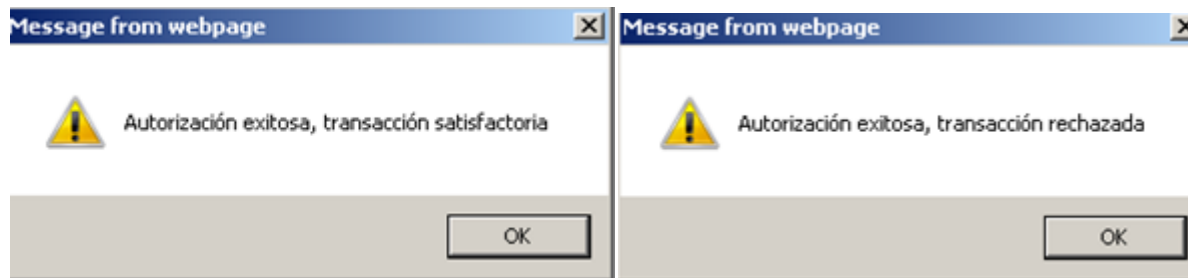 Message from webpage
Autorización exitosa, transacción satisfactoria
OK
Message from webpage
Autorización exitosa, transacción rechazada
OK